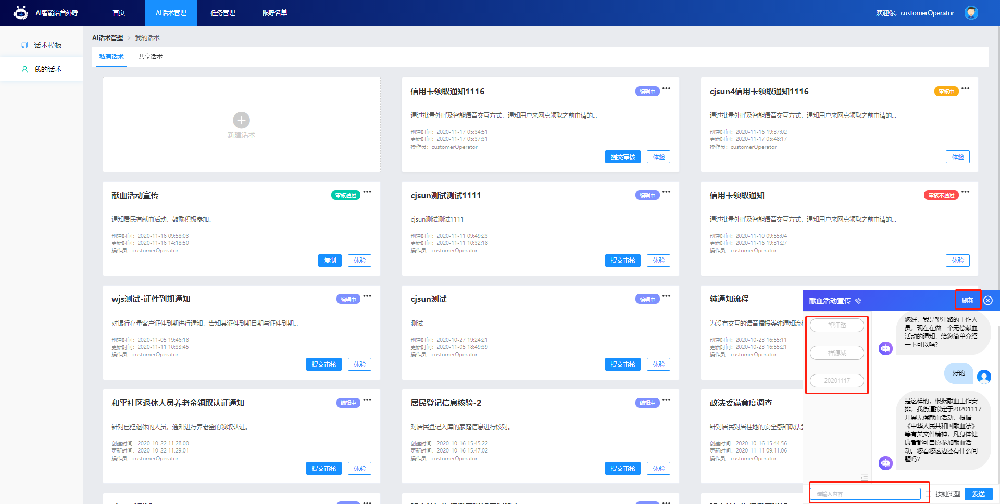 AI智能语音外呼
首页
AI话术管理
任务管理
限呼名单
欢迎你，customerOperator
话术模板
我的话术
AI话术管理 > 我的话术
私有话术
共享话术
新建话术
信用卡领取通知1116
编辑中
通过批量外呼及智能语音交互方式，通知用户来网点领取之前申请的...
创建时间：2020-11-17 05:34:51
更新时间：2020-11-17 05:37:31
操作员：customerOperator
提交审核
体验
cjsun4信用卡领取通知1116
审核中
通过批量外呼及智能语音交互方式，通知用户来网点领取之前申请的...
创建时间：2020-11-16 19:37:02
更新时间：2020-11-17 05:48:17
操作员：customerOperator
体验
献血活动宣传
审核通过
通知居民有献血活动，鼓励积极参加。
创建时间：2020-11-16 09:58:03
更新时间：2020-11-16 14:18:50
操作员：customerOperator
复制
体验
cjsun测试测试1111
编辑中
cjsun测试测试1111
创建时间：2020-11-11 09:49:23
更新时间：2020-11-11 10:32:18
操作员：customerOperator
提交审核
体验
信用卡领取通知
审核不通过
通过批量外呼及智能语音交互方式，通知用户来网点领取之前申请的...
创建时间：2020-11-10 09:55:04
更新时间：2020-11-16 19:31:27
操作员：customerOperator
体验
wjs测试-证件到期通知
编辑中
对银行存量客户证件到期进行通知，告知其证件到期日期与证件到期...
创建时间：2020-11-05 19:46:18
更新时间：2020-11-11 10:33:45
操作员：customerOperator
提交审核
体验
cjsun测试
编辑中
测试
创建时间：2020-10-27 19:24:21
更新时间：2020-11-05 18:49:39
操作员：customerOperator
提交审核
体验
纯通知流程
为没有交互的语音播报类纯通知流
创建时间：2020-10-23 16:55:11
更新时间：2020-10-23 16:55:21
操作员：customerOperator
和平社区退休人员养老金领取认证通知
编辑中
针对已经退休的人员，通知进行养老金的领取认证。
创建时间：2020-10-22 11:28:00
更新时间：2020-10-22 11:29:01
操作员：customerOperator
提交审核
体验
居民登记信息核验-2
编辑中
对居民登记入库的家庭信息进行核对。
创建时间：2020-10-16 15:45:22
更新时间：2020-10-16 15:47:02
操作员：customerOperator
提交审核
体验
政法委满意度调查
针对居民对居住地的安全感和政法
创建时间：2020-10-16 15:44:56
更新时间：2020-11-11 09:11:06
操作员：customerOperator
献血活动宣传
刷新
望江路
祥源城
20201117
您好，我是望江路的工作人
员，现在在做一个无偿献血
活动的通知，给您简单介绍
一下可以吗？
好的
是这样的，根据献血工作安
排，我街道拟定于20201117
开展无偿献血活动，根据
《中华人民共和国献血法》
等有关文件精神，凡身体健
康者都可自愿参加献血活
动。您看您这边还有什么问
题吗？
请输入内容
按键类型
发送